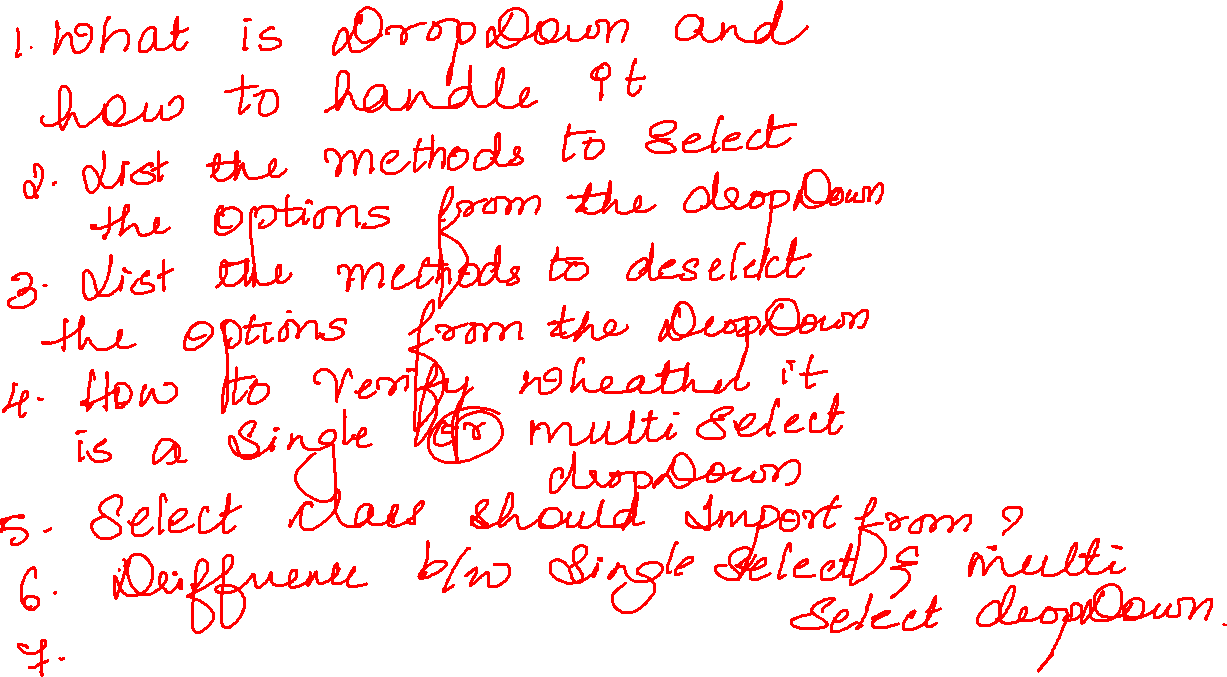 1. What is DropDown and
how to handle it
2. List the methods to Select
the options from the dropDown
3. List the methods to deselect
the options from the DropDown
4. How to Verify wheather it
is a Single (or) multi Select
dropDown
5. Select class should Import from ?
6. Deifference b/w Single Select & multi
Select dropDown.
7.